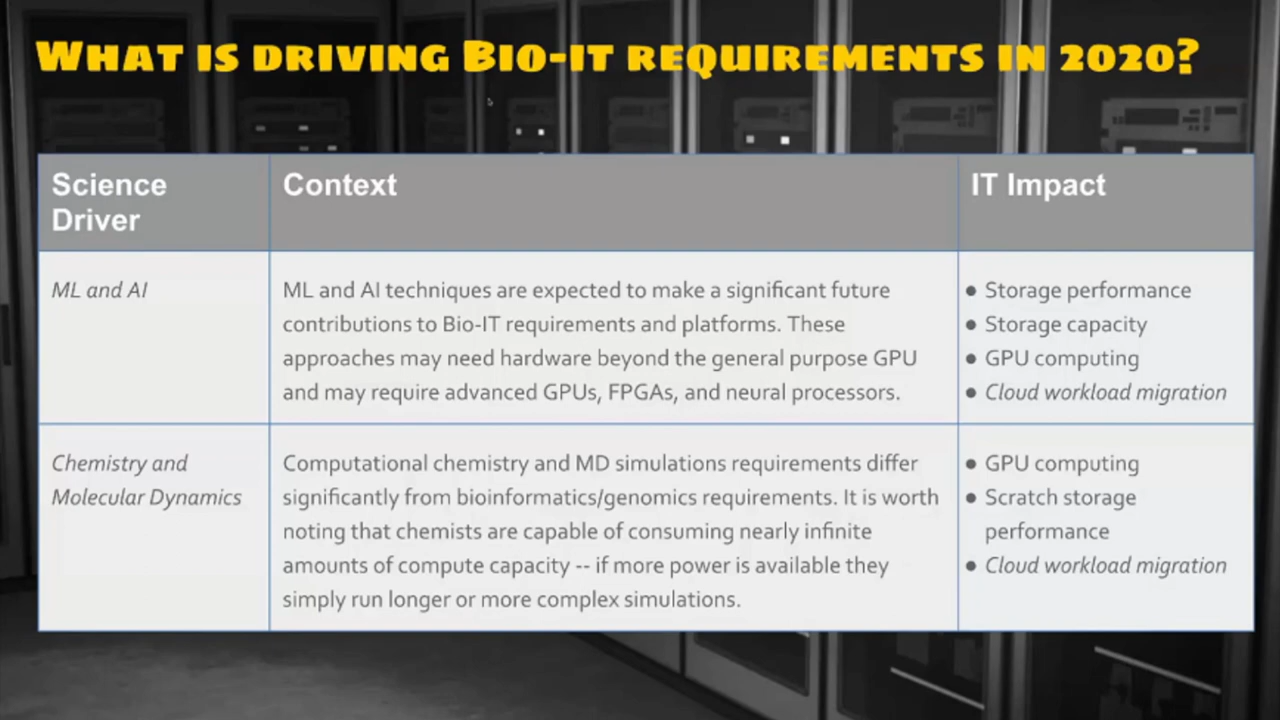 What is driving Bio-IT requirements in 2020?
Science
Driver
Context
IT Impact
ML and AI
ML and AI techniques are expected to make a significant future
contributions to Bio-IT requirements and platforms. These
approaches may need hardware beyond the general purpose GPU
and may require advanced GPUs, FPGAs, and neural processors.
● Storage performance
● Storage capacity
● GPU computing
● Cloud workload migration
Chemistry and
Molecular Dynamics
Computational chemistry and MD simulations requirements differ
significantly from bioinformatics/genomics requirements. It is worth
noting that chemists are capable of consuming nearly infinite
amounts of compute capacity -- if more power is available they
simply run longer or more complex simulations.
● GPU computing
● Scratch storage
performance
● Cloud workload migration